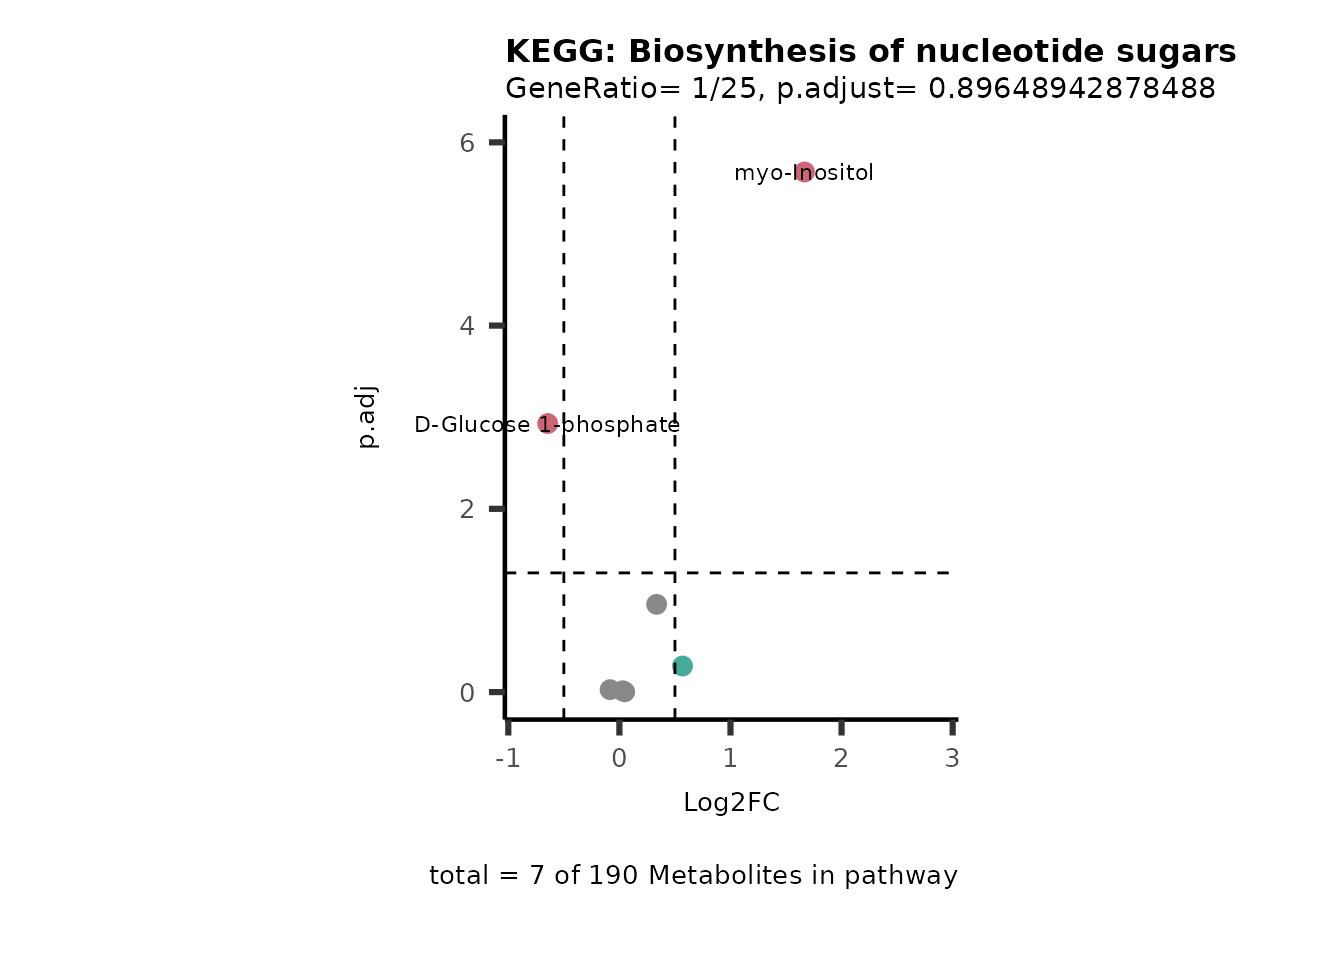 KEGG: Biosynthesis of nucleotide sugars
GeneRatio= 1/25, p.adjust= 0.89648942878488
6
myo-Inositol
4
p.adj
D-Glucose 1-phosphate
2
0
-1 0 1 2 3
Log2FC
total = 7 of 190 Metabolites in pathway